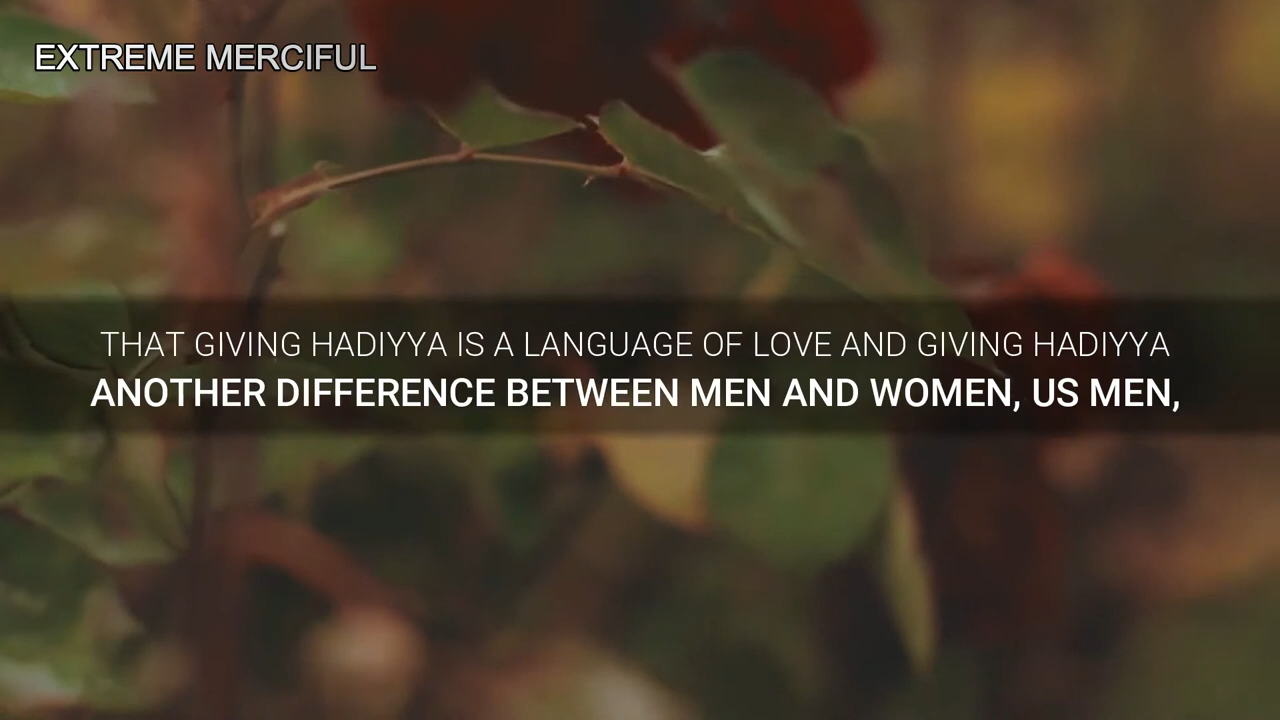 EXTREME MERCIFUL
THAT GIVING HADIYYA IS A LANGUAGE OF LOVE AND GIVING HADIYYA
ANOTHER DIFFERENCE BETWEEN MEN AND WOMEN, US MEN,